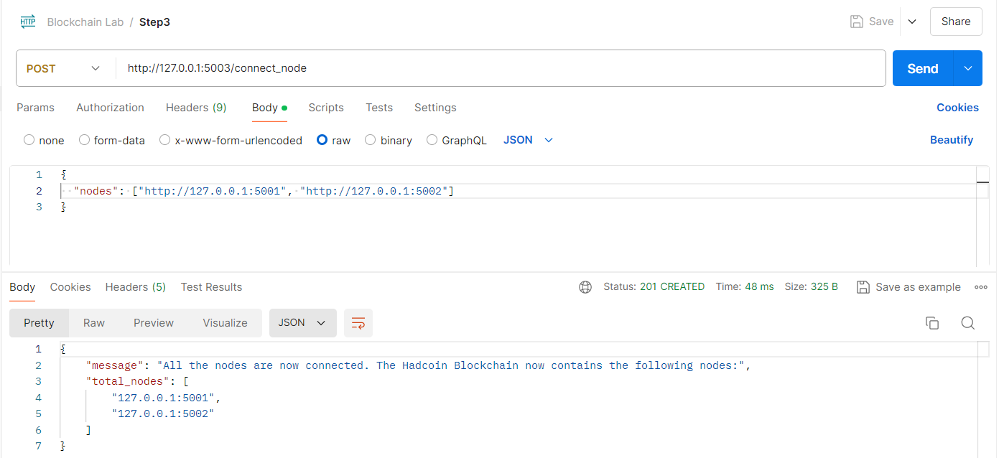 HTTP Blockchain Lab / Step3 Save Share
POST http://127.0.0.1:5003/connect_node Send
Params Authorization Headers (9) Body Scripts Tests Settings Cookies
none form-data x-www-form-urlencoded raw binary GraphQL JSON Beautify
1 {
2 "nodes": ["http://127.0.0.1:5001", "http://127.0.0.1:5002"]
3 }
Body Cookies Headers (5) Test Results Status: 201 CREATED Time: 48 ms Size: 325 B Save as example
Pretty Raw Preview Visualize JSON
1 {
2 "message": "All the nodes are now connected. The Hadcoin Blockchain now contains the following nodes:",
3 "total_nodes": [
4 "127.0.0.1:5001",
5 "127.0.0.1:5002"
6 ]
7 }